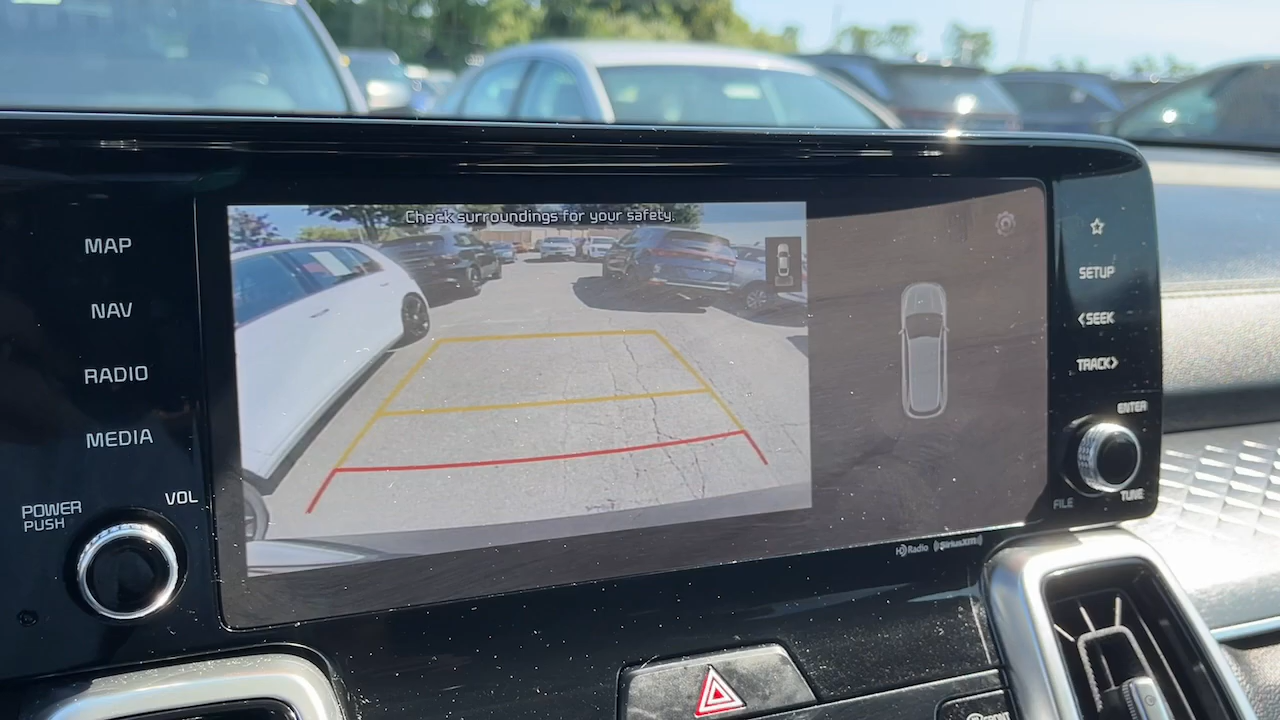 Check surroundings for your safety.
MAP
NAV
RADIO
MEDIA
POWER
PUSH
VOL
SETUP
<SEEK
TRACK>
ENTER
FILE
TUNE
HD Radio ((SiriusXM))